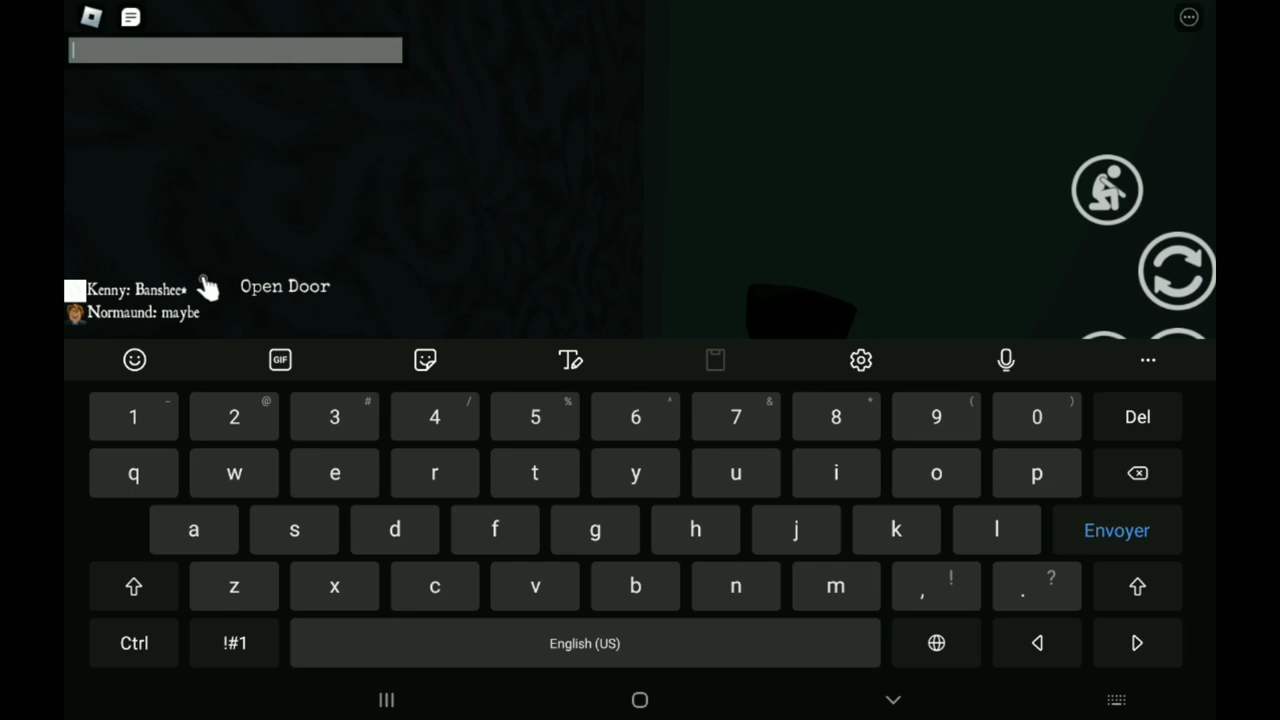 Kenny: Banshee*
Open Door
Normaund: maybe
GIF
1 - 2 @ 3 # 4 / 5 % 6 ^ 7 & 8 * 9 ( 0 ) Del
q w e r t y u i o p
a s d f g h j k l Envoyer
z x c v b n m , ! . ?
Ctrl !#1 English (US)